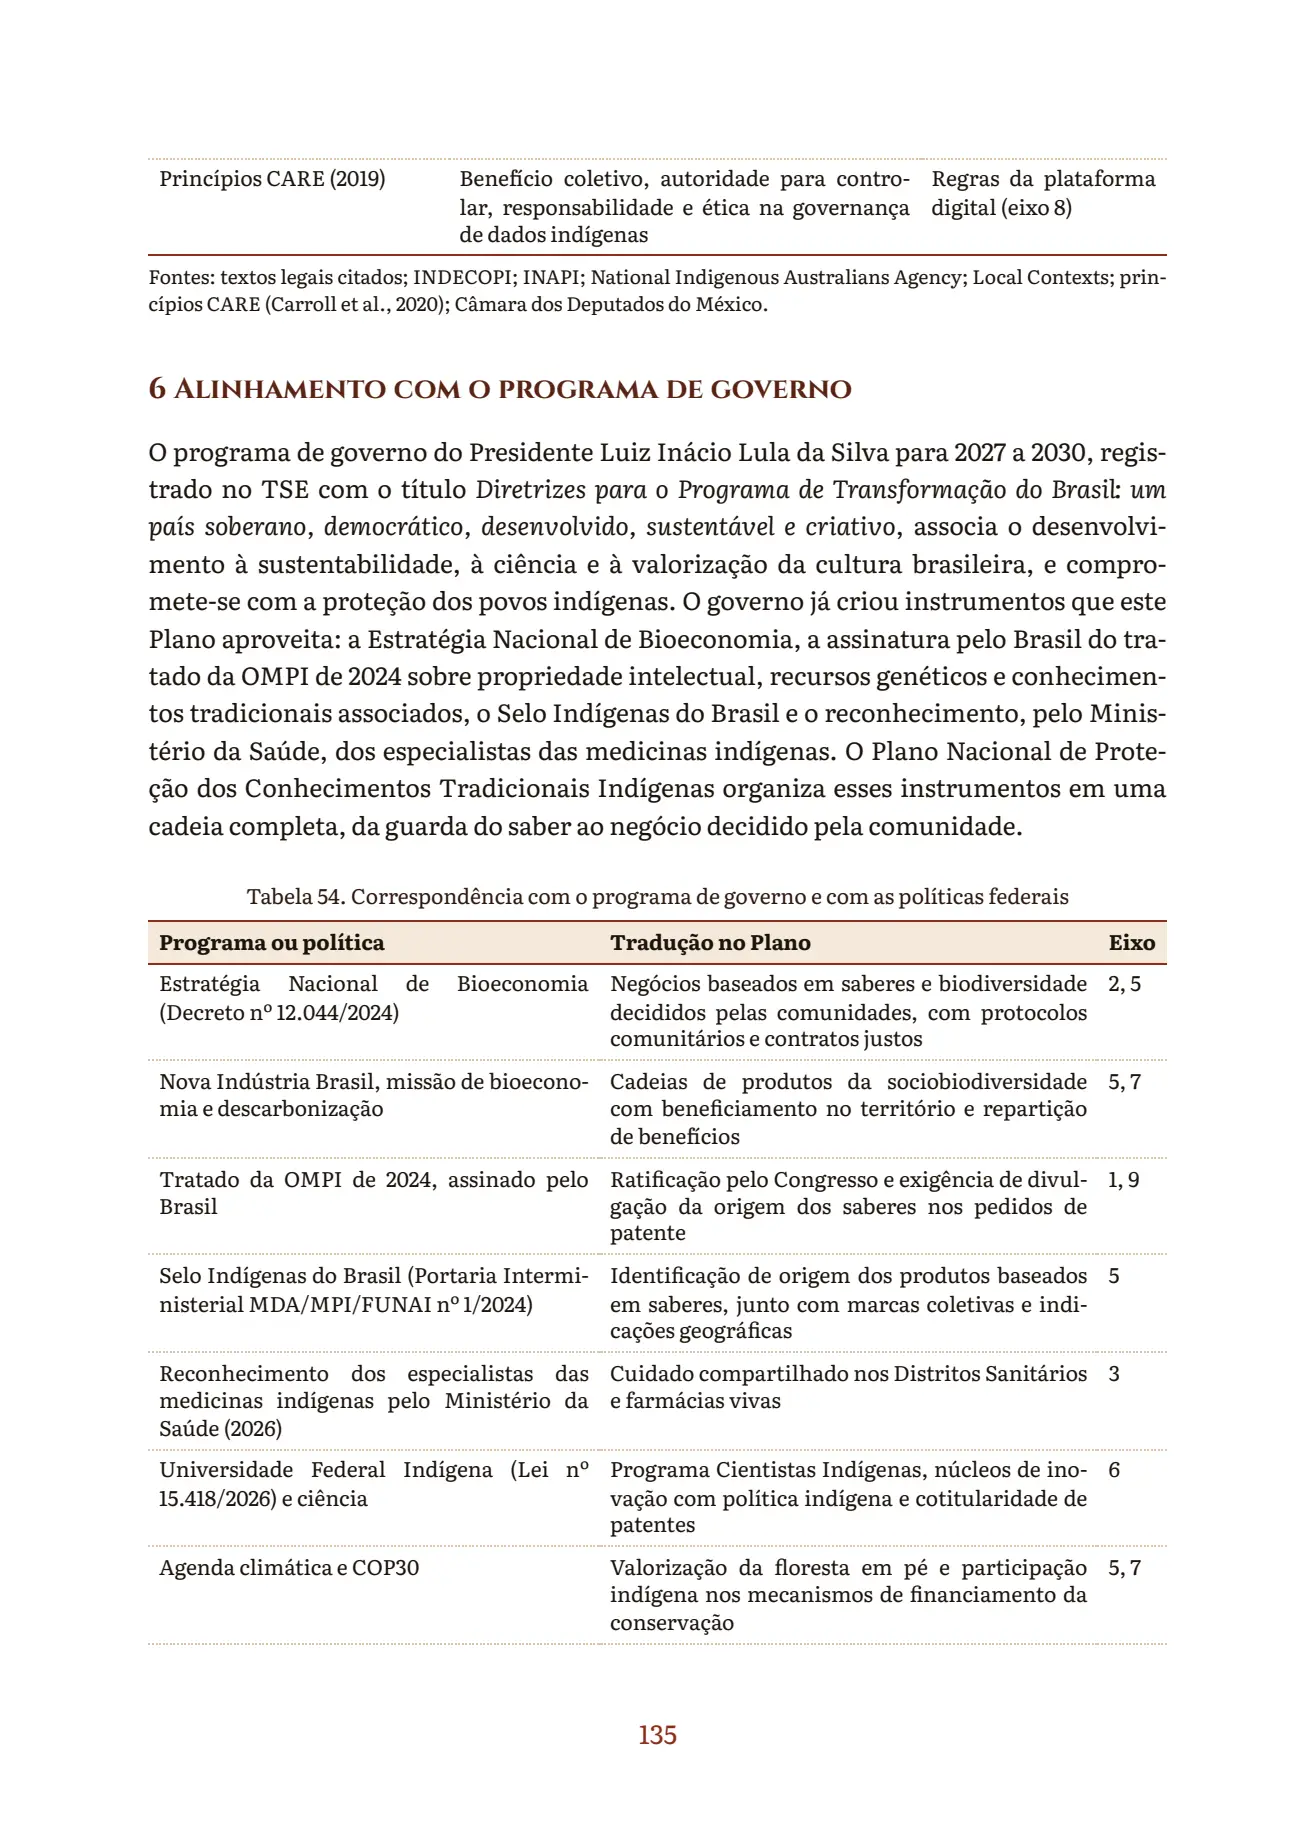 Princípios CARE (2019)
Benefício coletivo, autoridade para contro-
lar, responsabilidade e ética na governança
de dados indígenas
Regras da plataforma
digital (eixo 8)
Fontes: textos legais citados; INDECOPI; INAPI; National Indigenous Australians Agency; Local Contexts; prin-
cípios CARE (Carroll et al., 2020); Câmara dos Deputados do México.
6 Alinhamento com o programa de governo
O programa de governo do Presidente Luiz Inácio Lula da Silva para 2027 a 2030, regis-
trado no TSE com o título Diretrizes para o Programa de Transformação do Brasil: um
país soberano, democrático, desenvolvido, sustentável e criativo, associa o desenvolvi-
mento à sustentabilidade, à ciência e à valorização da cultura brasileira, e compro-
mete-se com a proteção dos povos indígenas. O governo já criou instrumentos que este
Plano aproveita: a Estratégia Nacional de Bioeconomia, a assinatura pelo Brasil do tra-
tado da OMPI de 2024 sobre propriedade intelectual, recursos genéticos e conhecimen-
tos tradicionais associados, o Selo Indígenas do Brasil e o reconhecimento, pelo Minis-
tério da Saúde, dos especialistas das medicinas indígenas. O Plano Nacional de Prote-
ção dos Conhecimentos Tradicionais Indígenas organiza esses instrumentos em uma
cadeia completa, da guarda do saber ao negócio decidido pela comunidade.
Tabela 54. Correspondência com o programa de governo e com as políticas federais
Programa ou política
Tradução no Plano
Eixo
Estratégia Nacional de Bioeconomia
(Decreto nº 12.044/2024)
Negócios baseados em saberes e biodiversidade
decididos pelas comunidades, com protocolos
comunitários e contratos justos
2, 5
Nova Indústria Brasil, missão de bioecono-
mia e descarbonização
Cadeias de produtos da sociobiodiversidade
com beneficiamento no território e repartição
de benefícios
5, 7
Tratado da OMPI de 2024, assinado pelo
Brasil
Ratificação pelo Congresso e exigência de divul-
gação da origem dos saberes nos pedidos de
patente
1, 9
Selo Indígenas do Brasil (Portaria Intermi-
nisterial MDA/MPI/FUNAI nº 1/2024)
Identificação de origem dos produtos baseados
em saberes, junto com marcas coletivas e indi-
cações geográficas
5
Reconhecimento dos especialistas das
medicinas indígenas pelo Ministério da
Saúde (2026)
Cuidado compartilhado nos Distritos Sanitários
e farmácias vivas
3
Universidade Federal Indígena (Lei nº
15.418/2026) e ciência
Programa Cientistas Indígenas, núcleos de ino-
vação com política indígena e cotitularidade de
patentes
6
Agenda climática e COP30
Valorização da floresta em pé e participação
indígena nos mecanismos de financiamento da
conservação
5, 7
135